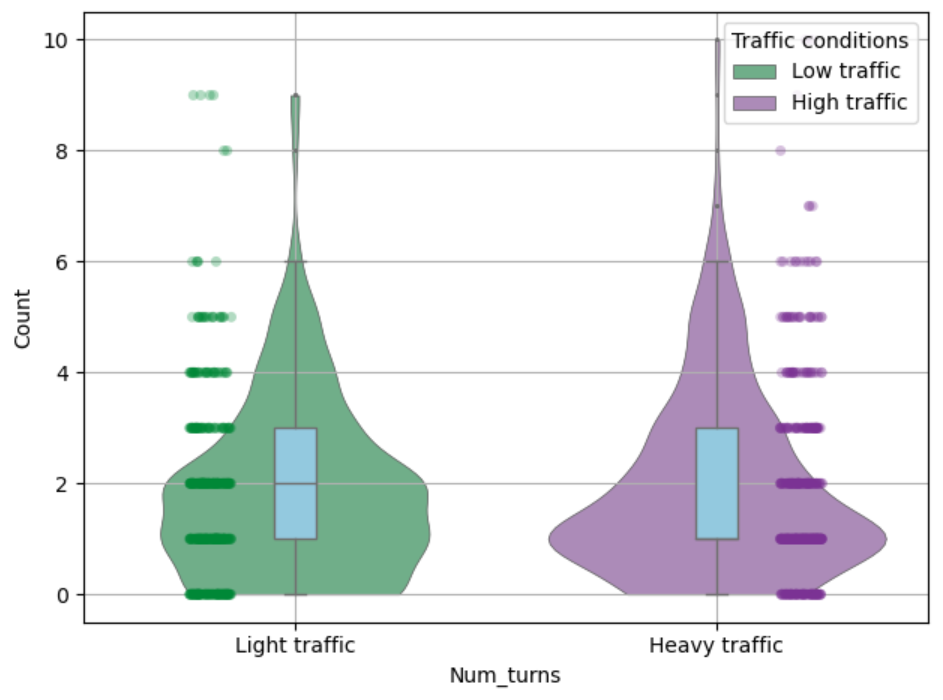 10
8
6
4
2
0
Count
Traffic conditions
Low traffic
High traffic
Light traffic
Heavy traffic
Num_turns